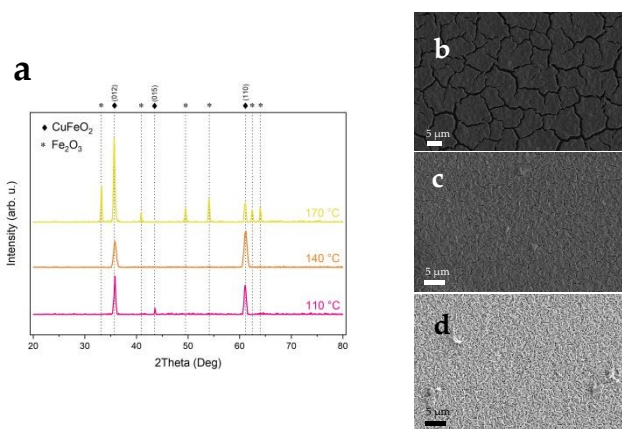 a
* ♦ * ♦ * * ♦ * *
(012) (015) (110)
♦ CuFeO₂
* Fe₂O₃
170 °C
140 °C
110 °C
Intensity (arb. u.)
20 30 40 50 60 70 80
2Theta (Deg)
b
5 µm
c
5 µm
d
5 µm